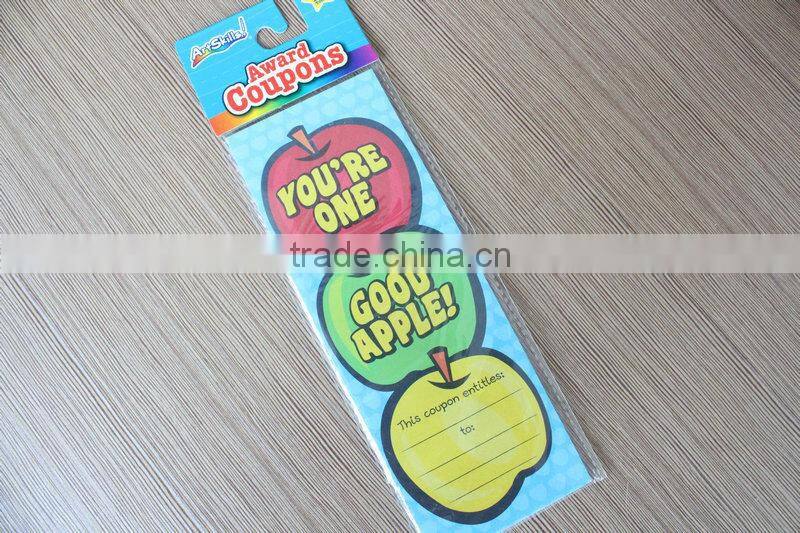 ArtSkills!
Award
Coupons
YOU'RE
ONE
trade.china.cn
GOOD
APPLE!
This coupon entitles:
to: